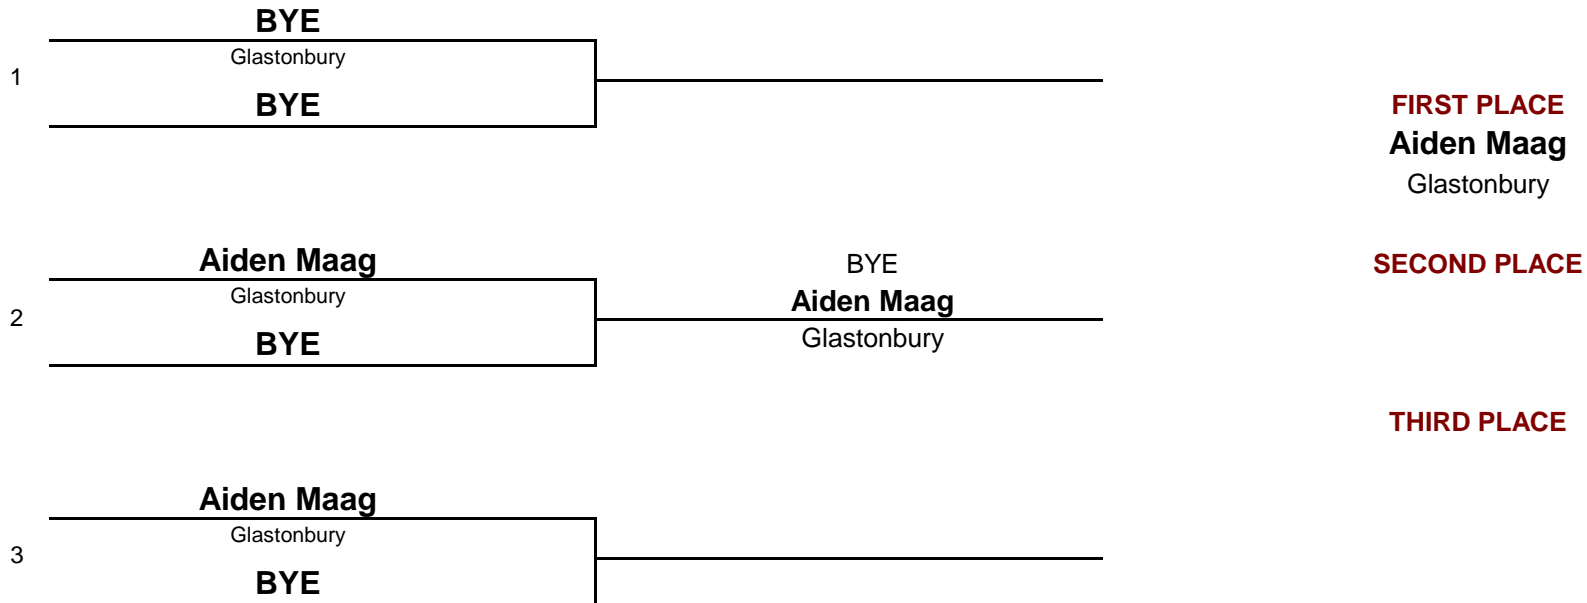 BYE
Glastonbury
1
BYE
FIRST PLACE
Aiden Maag
Glastonbury
Aiden Maag
BYE
SECOND PLACE
Glastonbury
Aiden Maag
2
BYE
Glastonbury
THIRD PLACE
Aiden Maag
Glastonbury
3
BYE